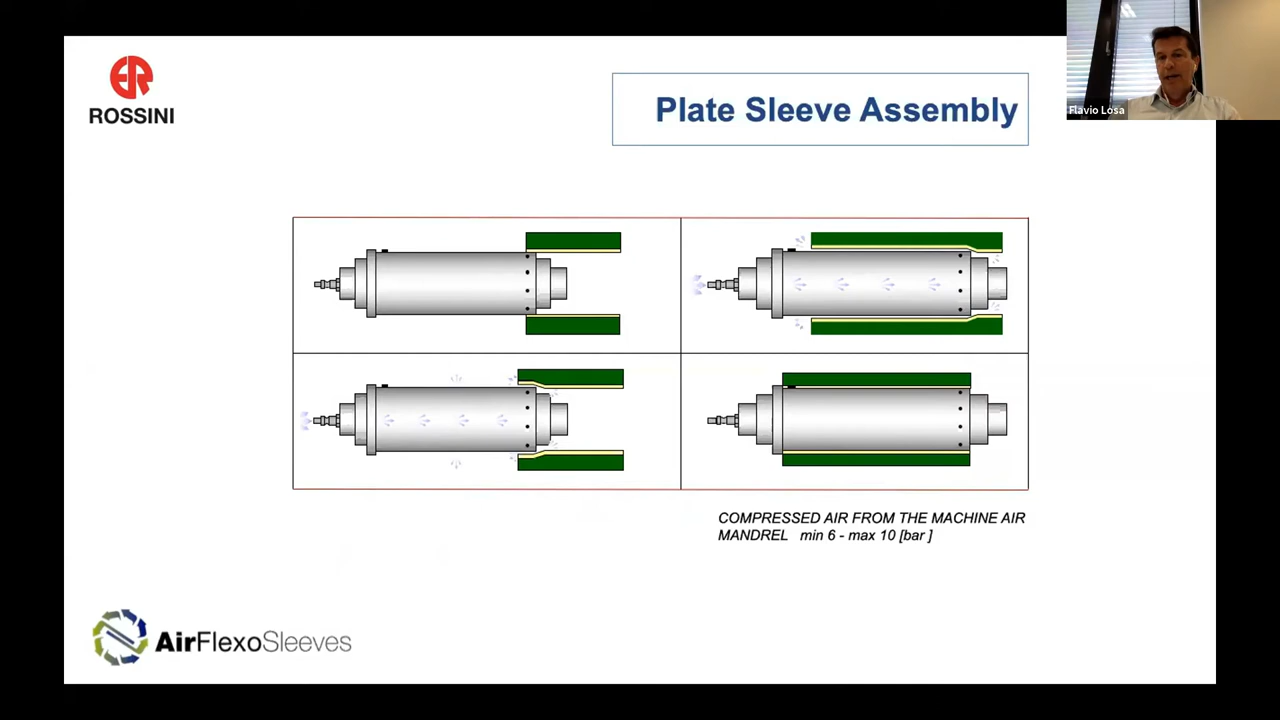 ER
ROSSINI
Plate Sleeve Assembly
Flavio Losa
COMPRESSED AIR FROM THE MACHINE AIR
MANDREL min 6 - max 10 [bar ]
AirFlexoSleeves